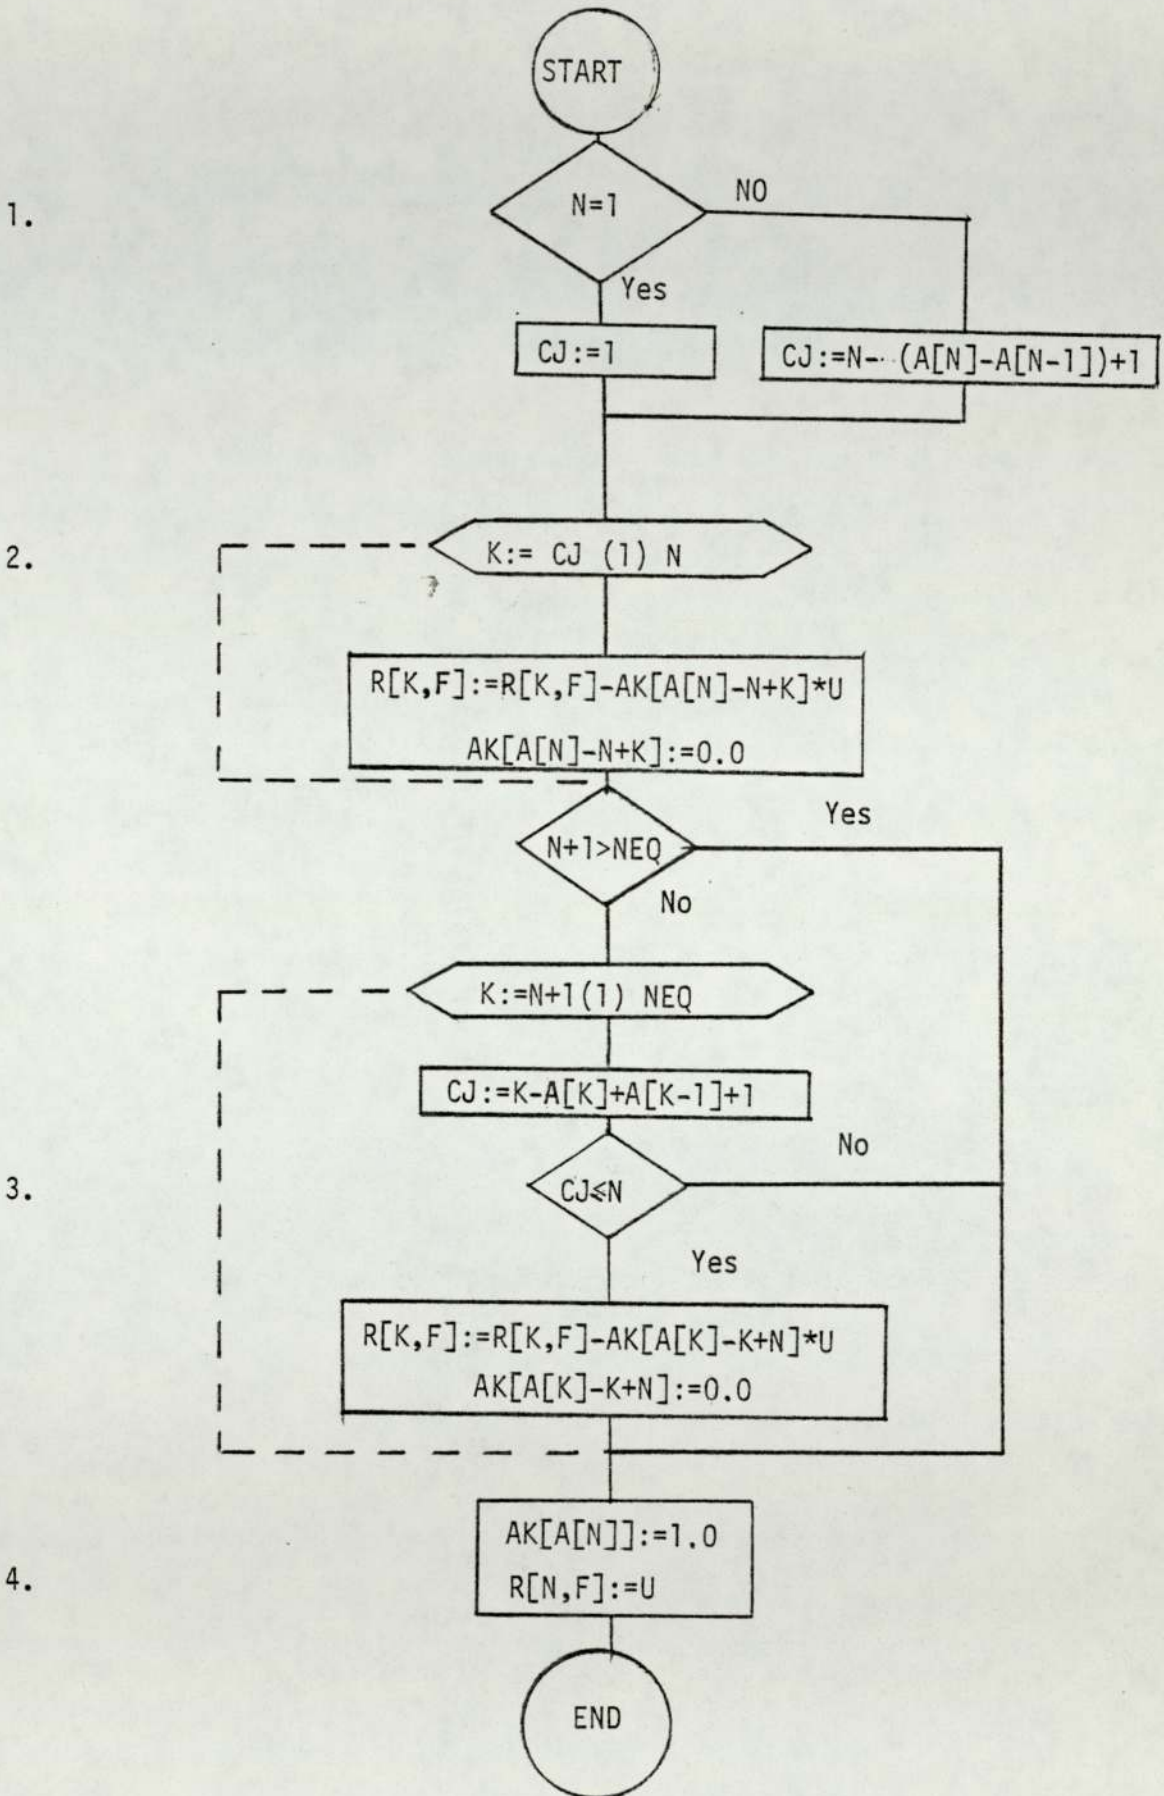 START
1.
N=1
NO
Yes
CJ:=1
CJ:=N-(A[N]-A[N-1])+1
2.
K:= CJ (1) N
R[K,F]:=R[K,F]-AK[A[N]-N+K]*U
AK[A[N]-N+K]:=0.0
Yes
N+1>NEQ
No
K:=N+1(1) NEQ
CJ:=K-A[K]+A[K-1]+1
No
3.
CJ⩽N
Yes
R[K,F]:=R[K,F]-AK[A[K]-K+N]*U
AK[A[K]-K+N]:=0.0
AK[A[N]]:=1.0
4.
R[N,F]:=U
END